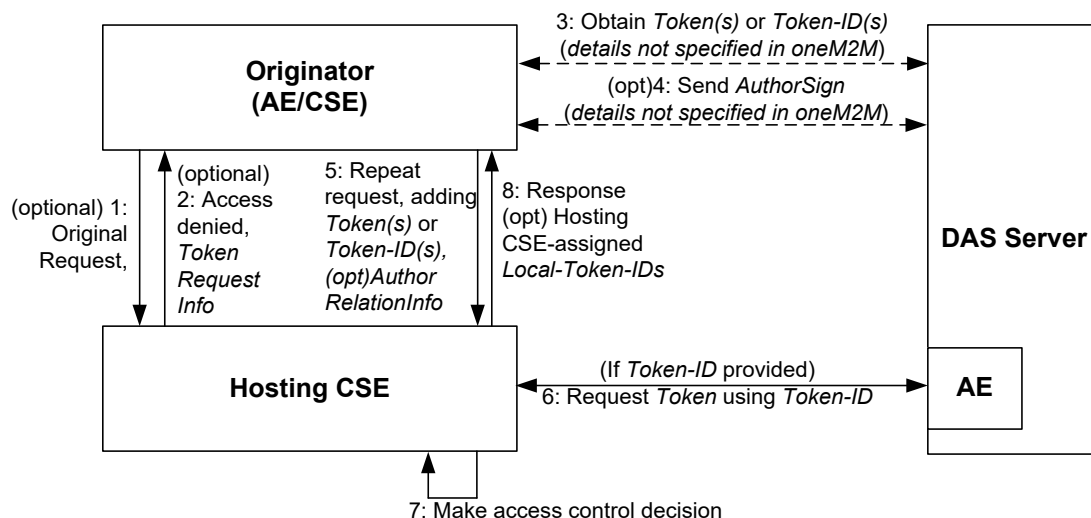 3: Obtain Token(s) or Token-ID(s)
(details not specified in oneM2M)
Originator
(AE/CSE)
(opt)4: Send AuthorSign
(details not specified in oneM2M)
(optional) 1:
Original
Request,
(optional)
2: Access
denied,
Token
Request
Info
5: Repeat
request, adding
Token(s) or
Token-ID(s),
(opt)Author
RelationInfo
8: Response
(opt) Hosting
CSE-assigned
Local-Token-IDs
DAS Server
Hosting CSE
(If Token-ID provided)
6: Request Token using Token-ID
AE
7: Make access control decision